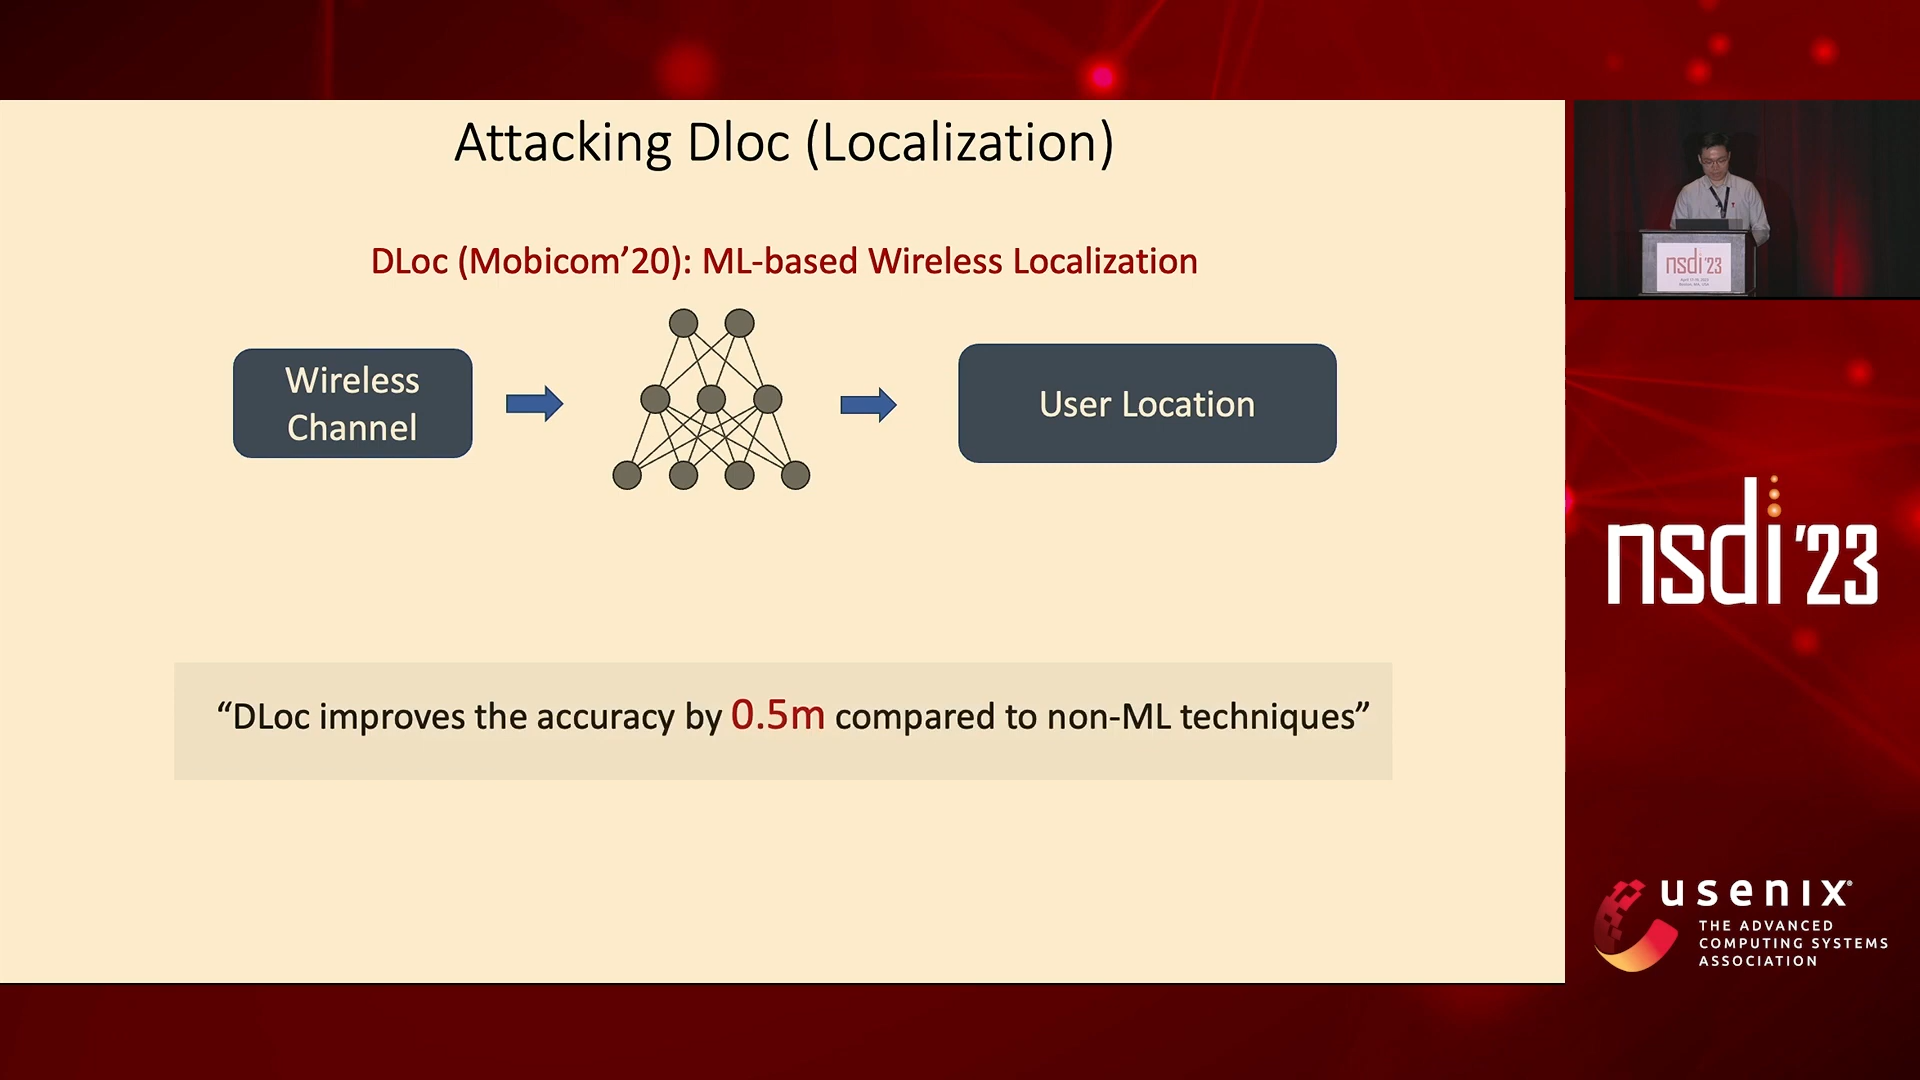 Attacking Dloc (Localization)
DLoc (Mobicom’20): ML-based Wireless Localization
Wireless
Channel
User Location
“DLoc improves the accuracy by 0.5m compared to non-ML techniques”
nsdi ’23
nsdi ’23
usenix®
THE ADVANCED
COMPUTING SYSTEMS
ASSOCIATION